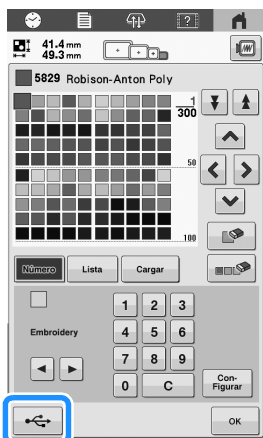 ?
41.4 mm
49.3 mm
5829 Robison-Anton Poly
1
300
50
100
Número Lista Cargar
1 2 3
Embroidery 4 5 6
7 8 9
0 C Con-
Figurar
OK